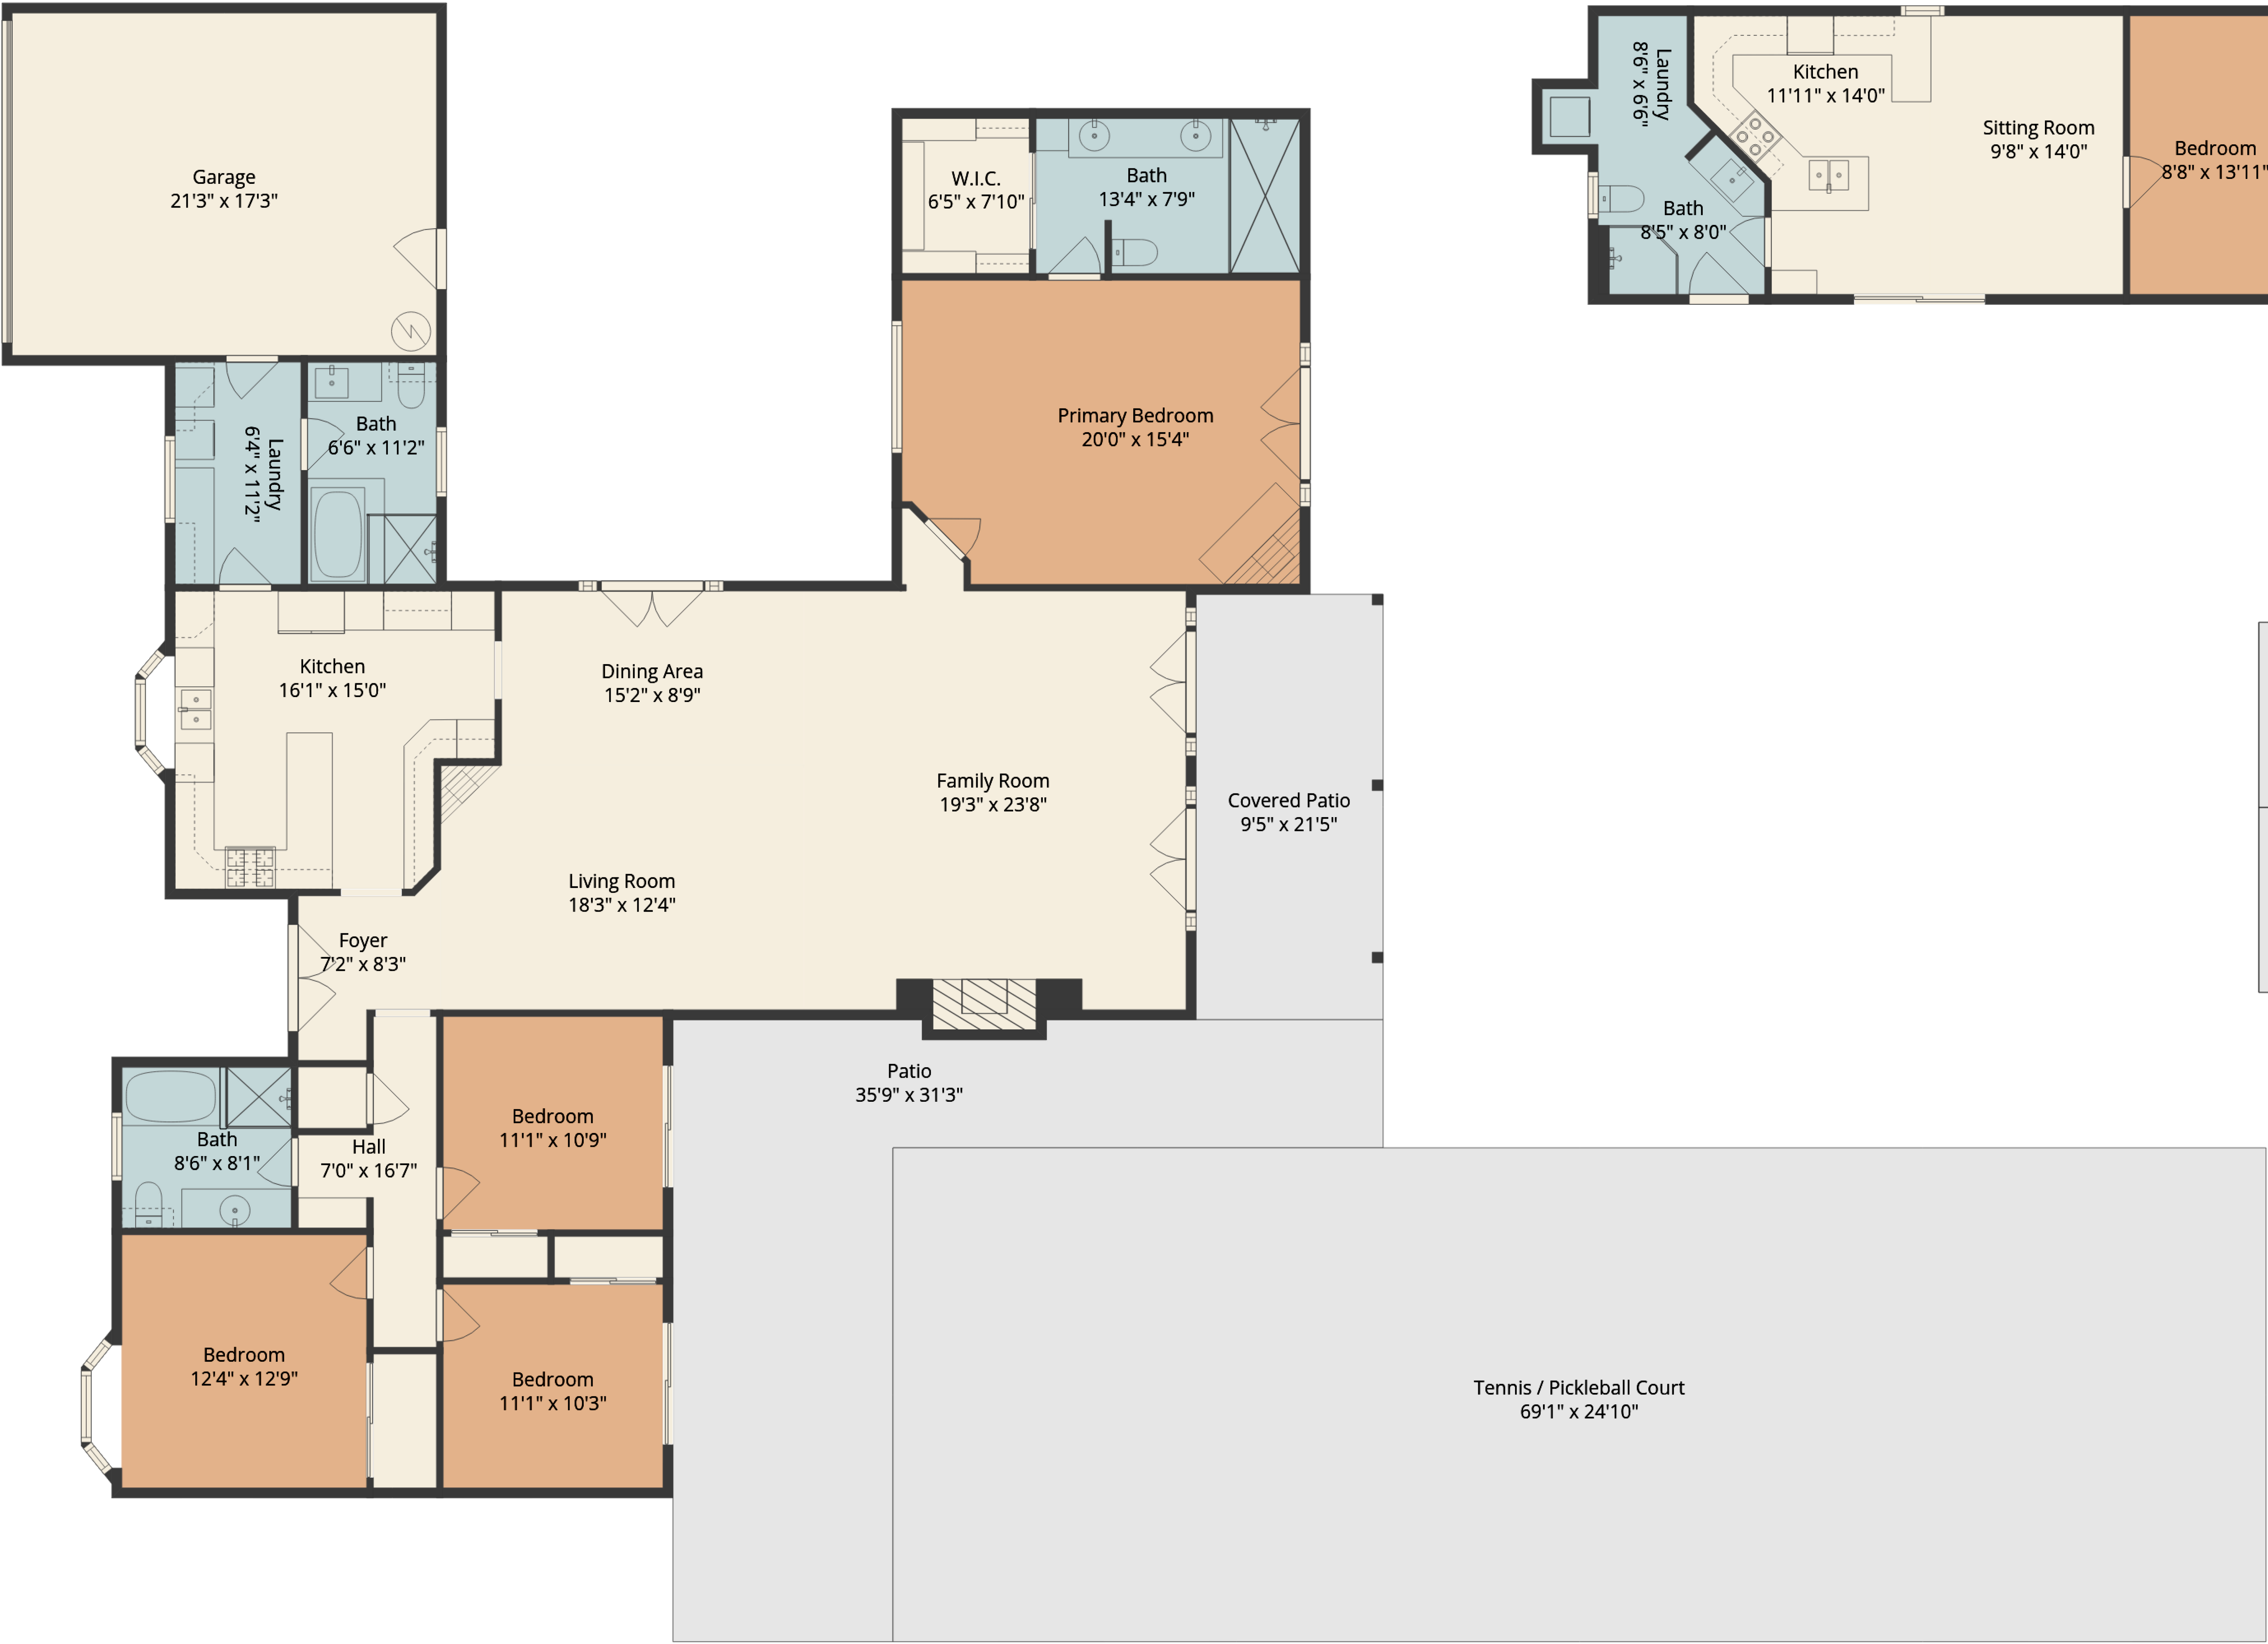 Garage
21'3" x 17'3"
W.I.C.
6'5" x 7'10"
Bath
13'4" x 7'9"
Laundry
8'6" x 6'6"
Kitchen
11'11" x 14'0"
Sitting Room
9'8" x 14'0"
Bedroom
8'8" x 13'11"
Bath
8'5" x 8'0"
Laundry
6'4" x 11'2"
Bath
6'6" x 11'2"
Primary Bedroom
20'0" x 15'4"
Kitchen
16'1" x 15'0"
Dining Area
15'2" x 8'9"
Family Room
19'3" x 23'8"
Covered Patio
9'5" x 21'5"
Living Room
18'3" x 12'4"
Foyer
7'2" x 8'3"
Patio
35'9" x 31'3"
Bath
8'6" x 8'1"
Hall
7'0" x 16'7"
Bedroom
11'1" x 10'9"
Bedroom
12'4" x 12'9"
Bedroom
11'1" x 10'3"
Tennis / Pickleball Court
69'1" x 24'10"